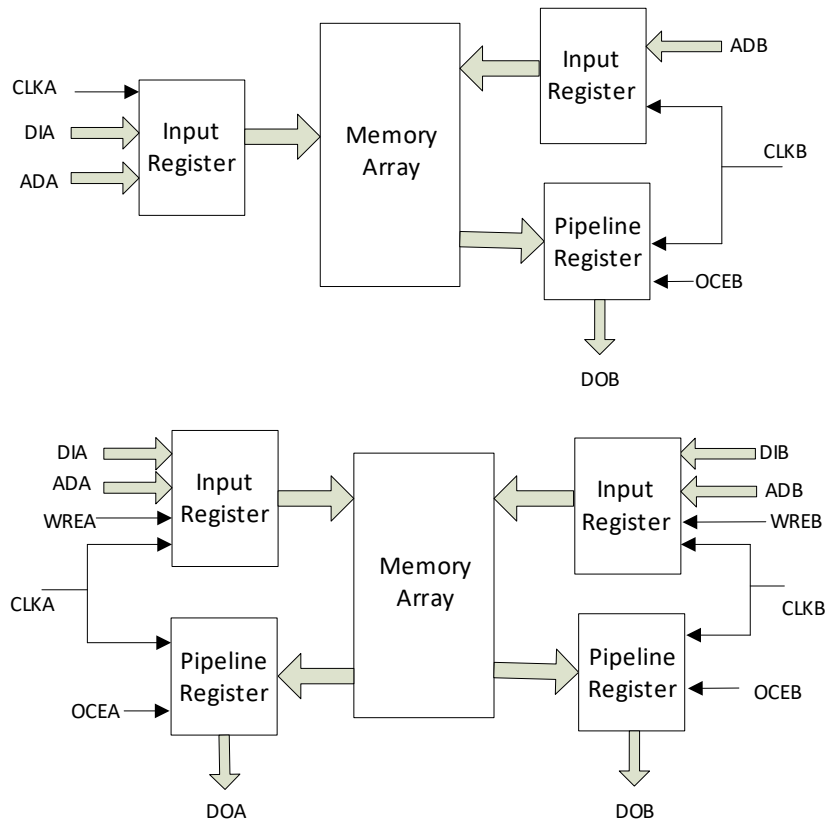 CLKA
DIA
ADA
Input
Register
Memory
Array
Input
Register
ADB
CLKB
Pipeline
Register
OCEB
DOB
DIA
ADA
WREA
CLKA
Input
Register
Pipeline
Register
OCEA
DOA
Memory
Array
Input
Register
DIB
ADB
WREB
CLKB
Pipeline
Register
OCEB
DOB